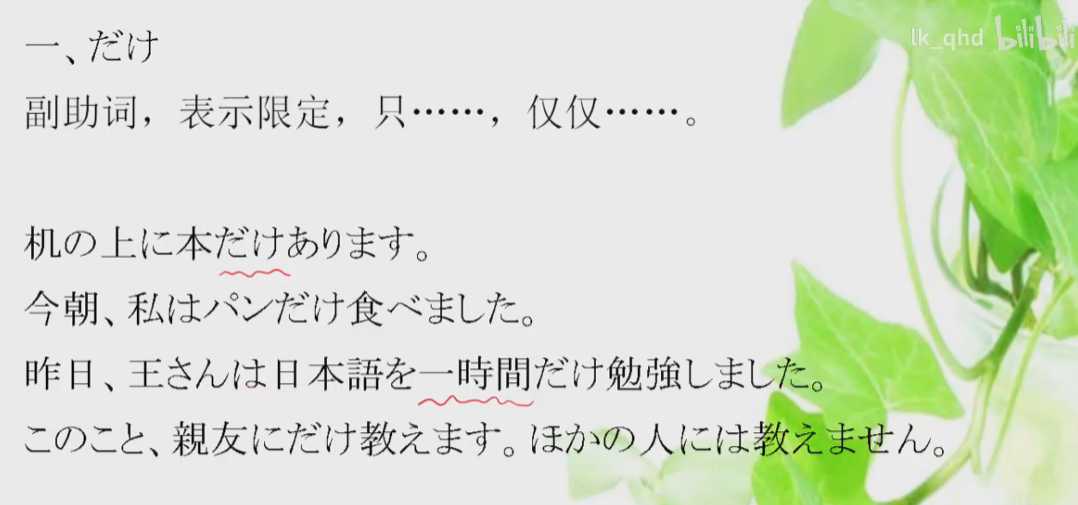 lk_qhd bilibili
一、だけ
副助词，表示限定，只……，仅仅……。
机の上に本だけあります。
今朝、私はパンだけ食べました。
昨日、王さんは日本語を一時間だけ勉強しました。
このこと、親友にだけ教えます。ほかの人には教えません。